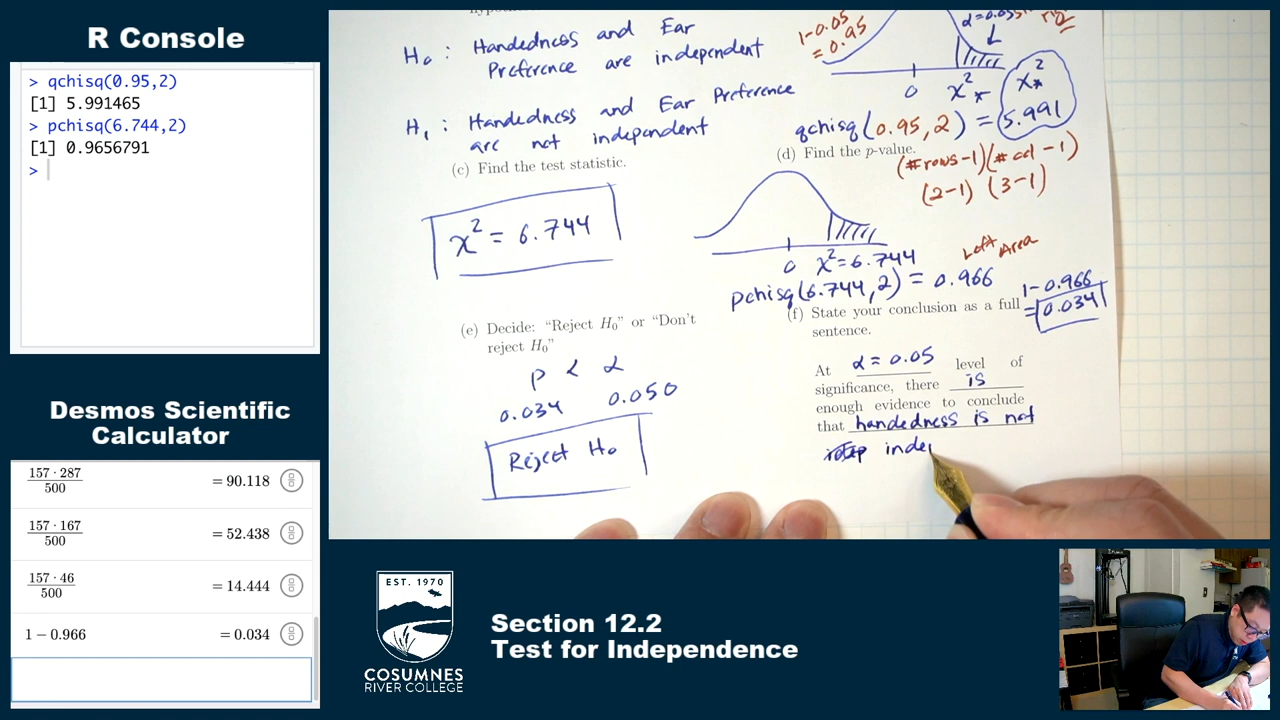 R Console
> qchisq(0.95,2)
[1] 5.991465
> pchisq(6.744,2)
[1] 0.9656791
>
Desmos Scientific
Calculator
157 · 287
500
= 90.118
157 · 167
500
= 52.438
157 · 46
500
= 14.444
1 − 0.966
= 0.034
H₀ : Handedness and Ear
Preference are independent
H₁ : Handedness and Ear Preference
are not independent
1-0.05
= 0.95
α=0.05
0 χ²* χ²*
qchisq(0.95, 2) = 5.991
(c) Find the test statistic.
χ² = 6.744
(d) Find the p-value.
(#rows-1)(#col-1)
(2-1) (3-1)
0 χ²=6.744
Left Area
pchisq(6.744, 2) = 0.966
1-0.966
= 0.034
(e) Decide: “Reject H₀” or “Don’t
reject H₀”
p < α
0.034 0.050
Reject H₀
(f) State your conclusion as a full
sentence.
At α = 0.05 level of
significance, there is
enough evidence to conclude
that handedness is not
inde
EST. 1970
COSUMNES
RIVER COLLEGE
Section 12.2
Test for Independence